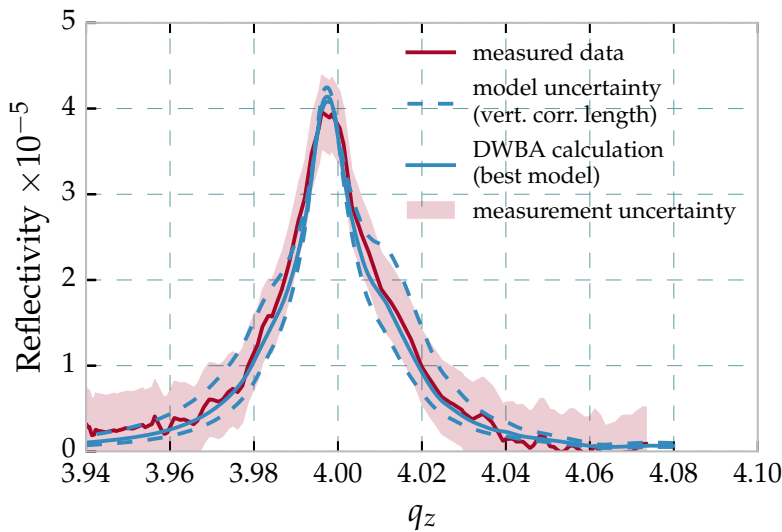 5
4
3
2
1
0
Reflectivity ×10⁻⁵
measured data
model uncertainty
(vert. corr. length)
DWBA calculation
(best model)
measurement uncertainty
3.94 3.96 3.98 4.00 4.02 4.04 4.06 4.08 4.10
q_z